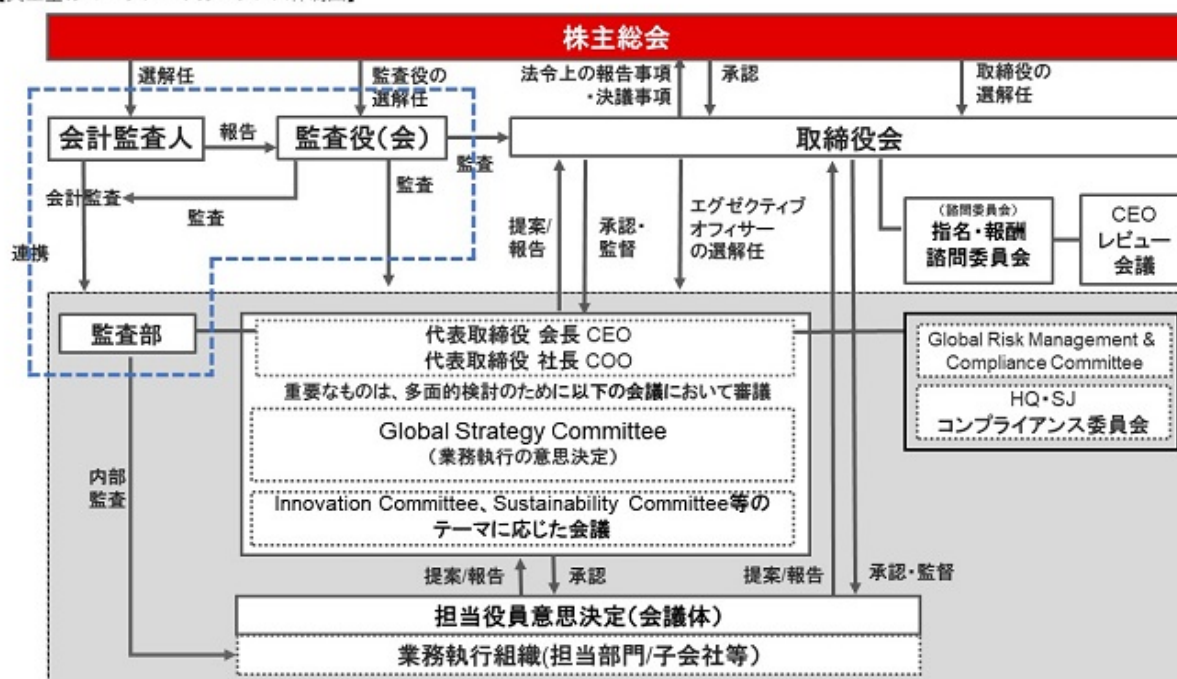 株主総会
選解任
監査役の
選解任
法令上の報告事項
・決議事項
承認
取締役の
選解任
会計監査人
報告
監査役(会)
監査
取締役会
会計監査
監査
監査
連携
提案/
報告
承認・
監督
エグゼクティブ
オフィサー
の選解任
(諮問委員会)
指名・報酬
諮問委員会
CEO
レビュー
会議
監査部
代表取締役 会長 CEO
代表取締役 社長 COO
重要なものは、多面的検討のために以下の会議において審議
Global Strategy Committee
(業務執行の意思決定)
Innovation Committee、Sustainability Committee等の
テーマに応じた会議
Global Risk Management &
Compliance Committee
HQ・SJ
コンプライアンス委員会
内部
監査
提案/報告
承認
提案/報告
承認・監督
担当役員意思決定(会議体)
業務執行組織(担当部門/子会社等)